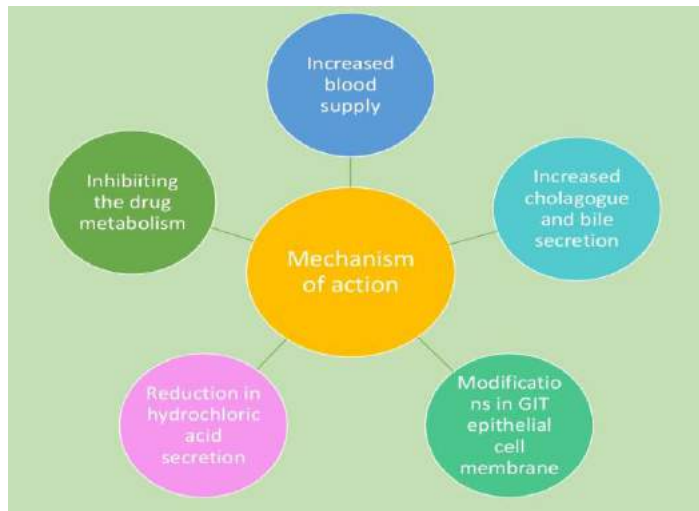 Increased
blood
supply
Inhibiiting
the drug
metabolism
Increased
cholagogue
and bile
secretion
Mechanism
of action
Reduction in
hydrochloric
acid
secretion
Modificatio
ns in GIT
epithelial
cell
membrane